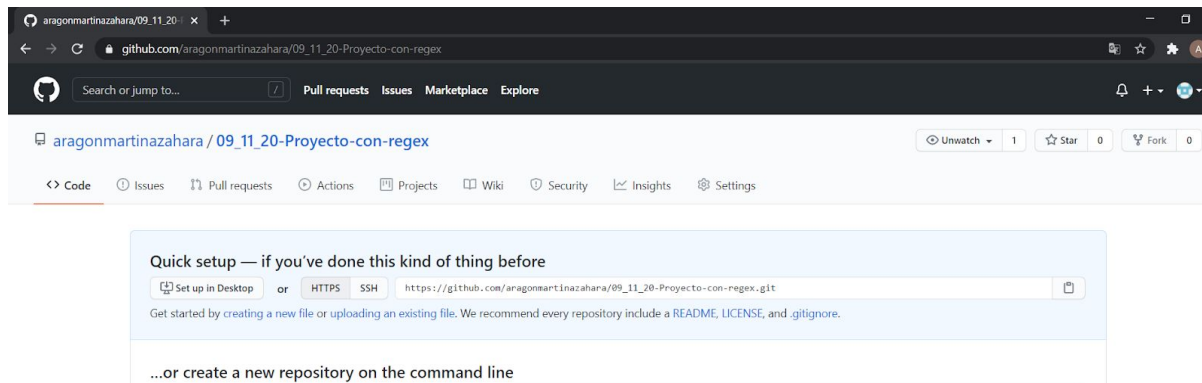 aragonmartinazahara/09_11_20-
github.com/aragonmartinazahara/09_11_20-Proyecto-con-regex
A
Search or jump to... / Pull requests Issues Marketplace Explore
aragonmartinazahara / 09_11_20-Proyecto-con-regex Unwatch 1 Star 0 Fork 0
<> Code Issues Pull requests Actions Projects Wiki Security Insights Settings
Quick setup — if you've done this kind of thing before
Set up in Desktop or HTTPS SSH https://github.com/aragonmartinazahara/09_11_20-Proyecto-con-regex.git
Get started by creating a new file or uploading an existing file. We recommend every repository include a README, LICENSE, and .gitignore.
…or create a new repository on the command line